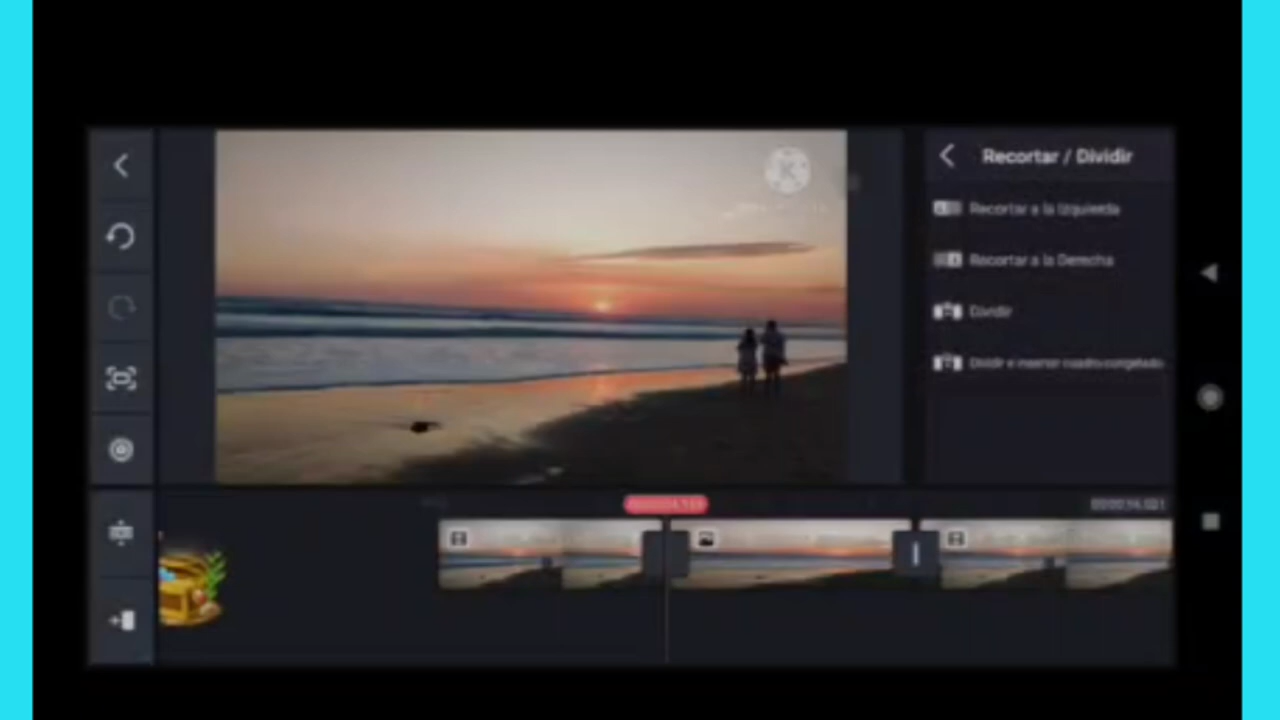 Recortar / Dividir
Recortar a la Izquierda
Recortar a la Derecha
Dividir
Dividir e insertar cuadro congelado